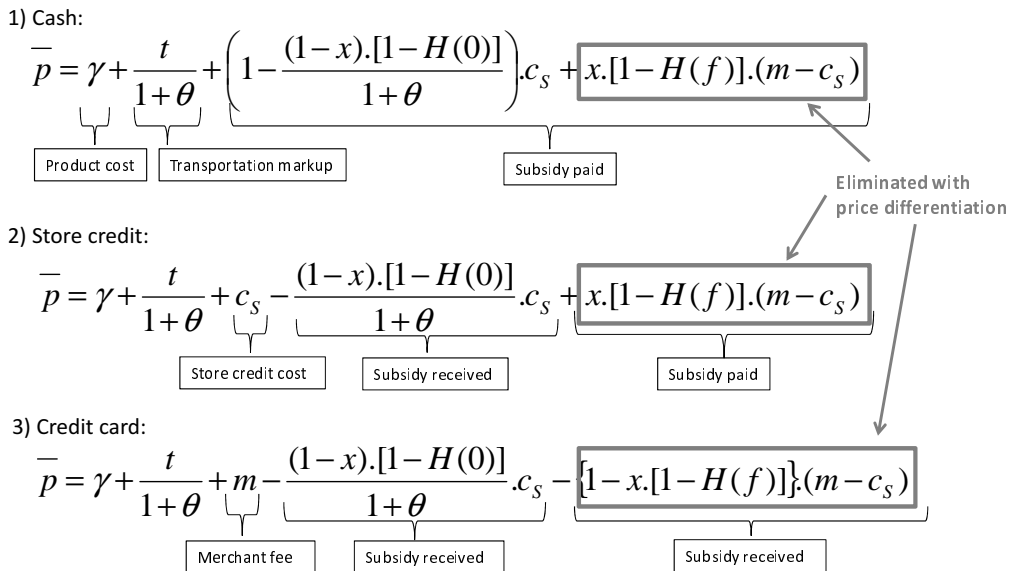 1) Cash:
p̅ = γ + t/(1+θ) + (1 − (1−x).[1−H(0)]/(1+θ)).c_S + x.[1−H(f)].(m−c_S)
Product cost
Transportation markup
Subsidy paid
Eliminated with
price differentiation
2) Store credit:
p̅ = γ + t/(1+θ) + c_S − (1−x).[1−H(0)]/(1+θ).c_S + x.[1−H(f)].(m−c_S)
Store credit cost
Subsidy received
Subsidy paid
3) Credit card:
p̅ = γ + t/(1+θ) + m − (1−x).[1−H(0)]/(1+θ).c_S − {1−x.[1−H(f)]}.(m−c_S)
Merchant fee
Subsidy received
Subsidy received